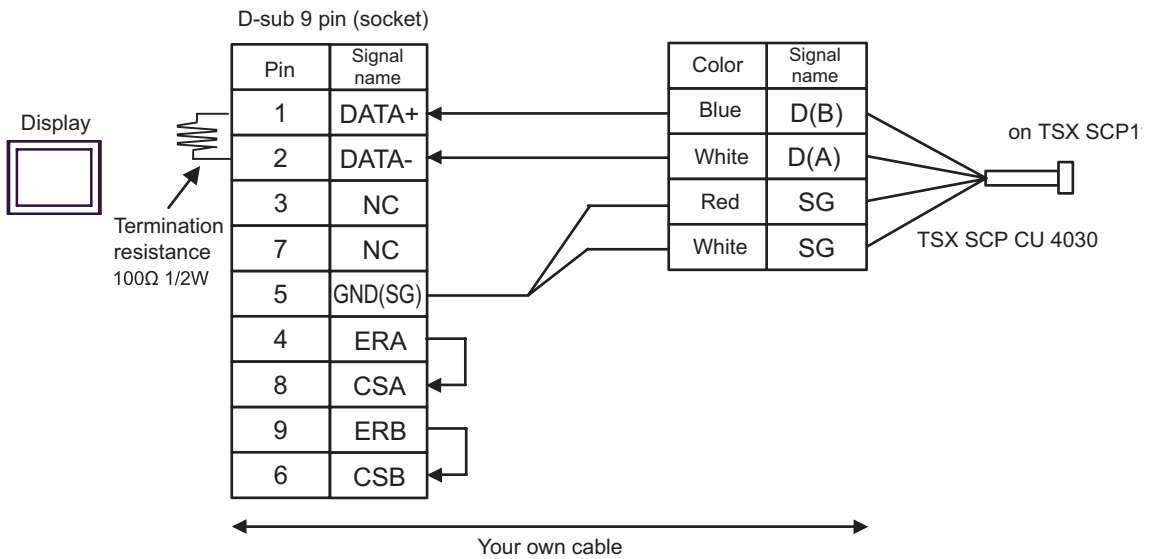 D-sub 9 pin (socket)
Pin Signal name
1 DATA+
2 DATA-
3 NC
7 NC
5 GND(SG)
4 ERA
8 CSA
9 ERB
6 CSB
Display
Termination
resistance
100Ω 1/2W
Color Signal name
Blue D(B)
White D(A)
Red SG
White SG
on TSX SCP1
TSX SCP CU 4030
Your own cable